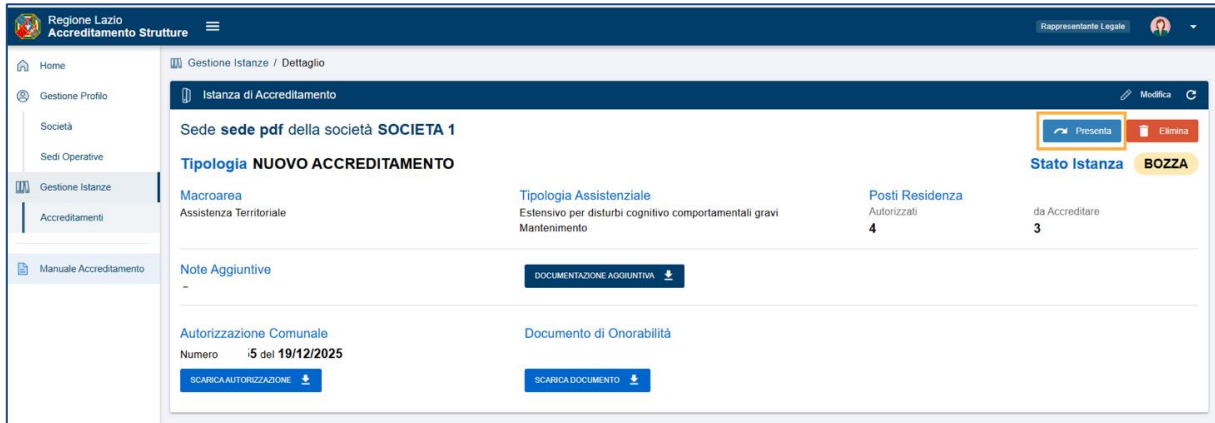 Regione Lazio
Accreditamento Strutture
Rappresentante Legale
Home
Gestione Profilo
Società
Sedi Operative
Gestione Istanze
Accreditamenti
Manuale Accreditamento
Gestione Istanze / Dettaglio
Istanza di Accreditamento
Modifica
Sede sede pdf della società SOCIETA 1
Presenta
Elimina
Tipologia NUOVO ACCREDITAMENTO
Stato Istanza BOZZA
Macroarea
Assistenza Territoriale
Tipologia Assistenziale
Estensivo per disturbi cognitivo comportamentali gravi
Mantenimento
Posti Residenza
Autorizzati
4
da Accreditare
3
Note Aggiuntive
-
DOCUMENTAZIONE AGGIUNTIVA
Autorizzazione Comunale
Numero 5 del 19/12/2025
SCARICA AUTORIZZAZIONE
Documento di Onorabilità
SCARICA DOCUMENTO